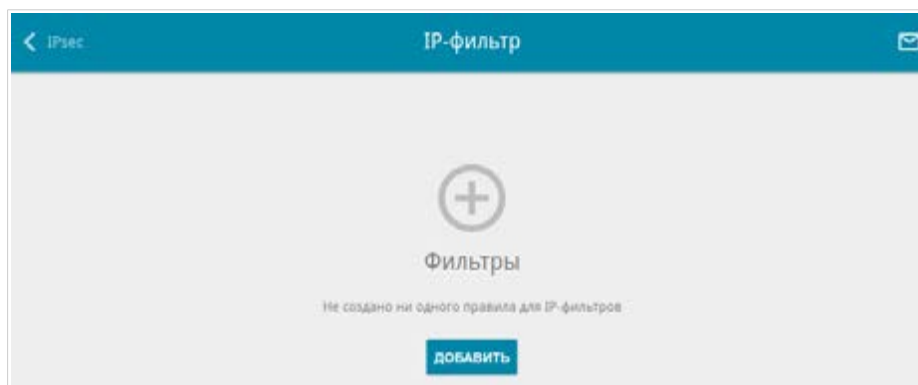 IPsec
IP-фильтр
Фильтры
Не создано ни одного правила для IP-фильтров
ДОБАВИТЬ